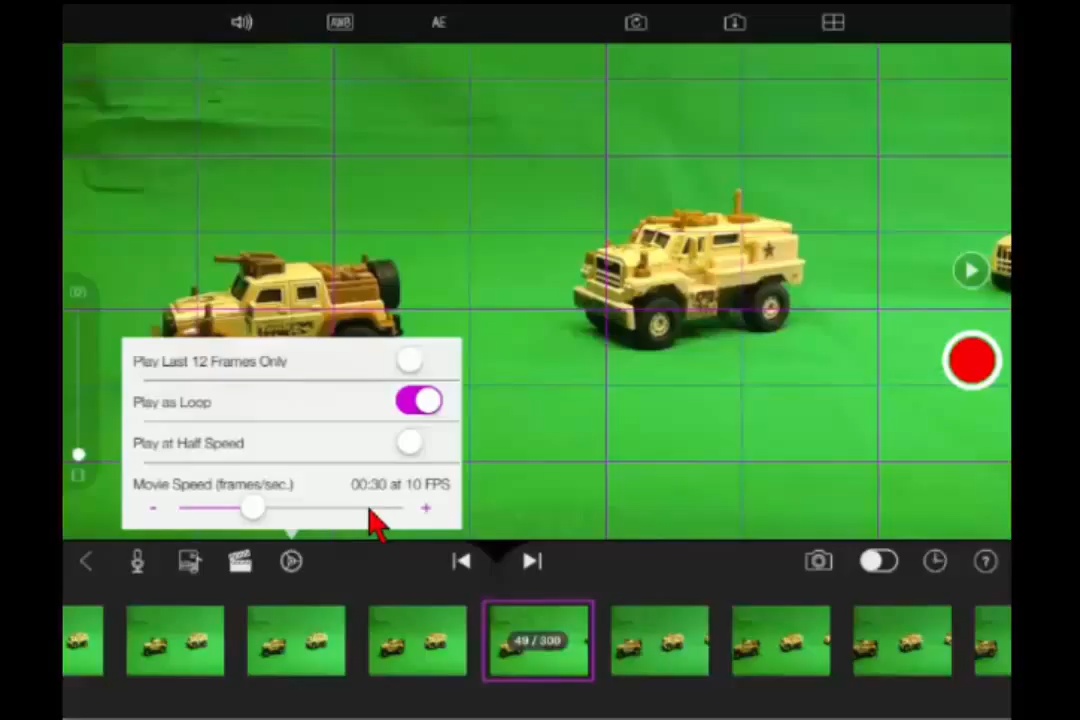 AWB AE
Play Last 12 Frames Only
Play as Loop
Play at Half Speed
Movie Speed (frames/sec.) 00:30 at 10 FPS
- +
49 / 300
?